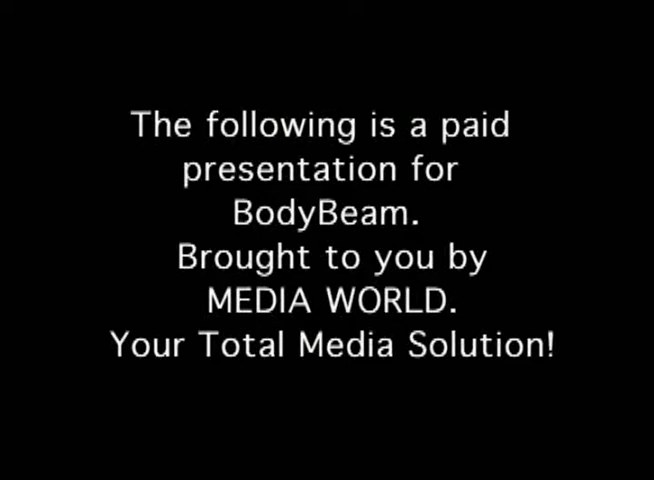 The following is a paid
presentation for
BodyBeam.
Brought to you by
MEDIA WORLD.
Your Total Media Solution!